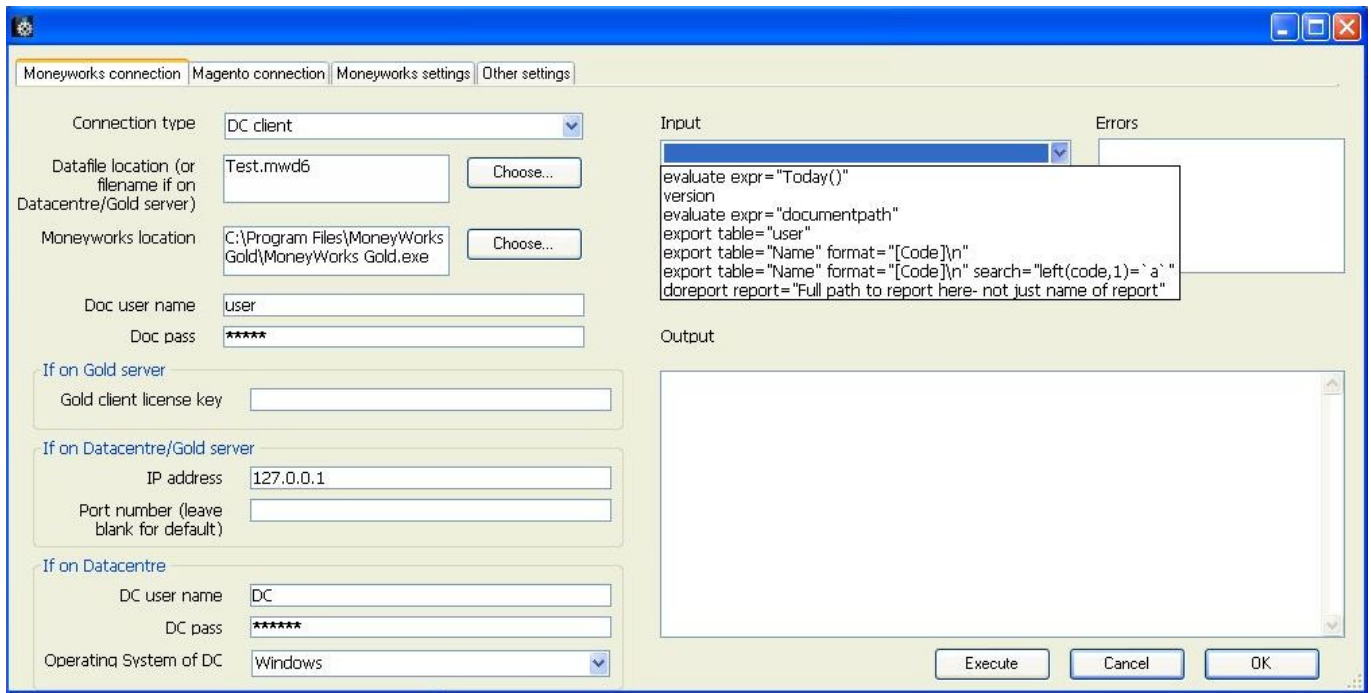 Moneyworks connection
Magento connection
Moneyworks settings
Other settings
Connection type
DC client
Datafile location (or
filename if on
Datacentre/Gold server)
Test.mwd6
Choose...
Moneyworks location
C:\Program Files\MoneyWorks
Gold\MoneyWorks Gold.exe
Choose...
Doc user name
user
Doc pass
*****
If on Gold server
Gold client license key
If on Datacentre/Gold server
IP address
127.0.0.1
Port number (leave
blank for default)
If on Datacentre
DC user name
DC
DC pass
******
Operating System of DC
Windows
Input
Errors
evaluate expr="Today()"
version
evaluate expr="documentpath"
export table="user"
export table="Name" format="[Code]\n"
export table="Name" format="[Code]\n" search="left(code,1)=`a`"
doreport report="Full path to report here- not just name of report"
Output
Execute
Cancel
OK